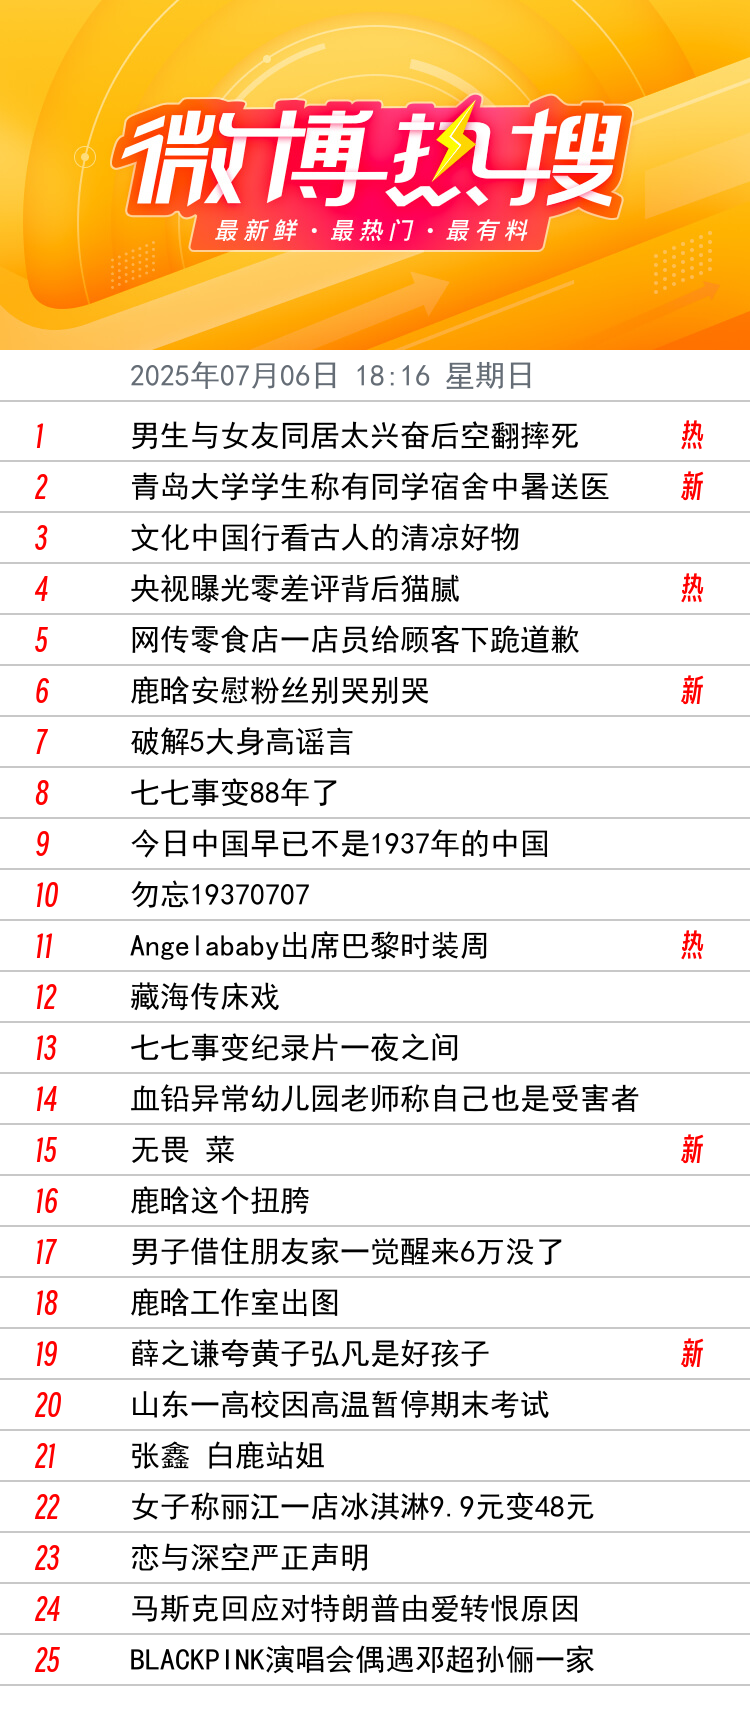 微博热搜
最新鲜·最热门·最有料
2025年07月06日 18:16 星期日
1 男生与女友同居太兴奋后空翻摔死 热
2 青岛大学学生称有同学宿舍中暑送医 新
3 文化中国行看古人的清凉好物
4 央视曝光零差评背后猫腻 热
5 网传零食店一店员给顾客下跪道歉
6 鹿晗安慰粉丝别哭别哭 新
7 破解5大身高谣言
8 七七事变88年了
9 今日中国早已不是1937年的中国
10 勿忘19370707
11 Angelababy出席巴黎时装周 热
12 藏海传床戏
13 七七事变纪录片一夜之间
14 血铅异常幼儿园老师称自己也是受害者
15 无畏 菜 新
16 鹿晗这个扭胯
17 男子借住朋友家一觉醒来6万没了
18 鹿晗工作室出图
19 薛之谦夸黄子弘凡是好孩子 新
20 山东一高校因高温暂停期末考试
21 张鑫 白鹿站姐
22 女子称丽江一店冰淇淋9.9元变48元
23 恋与深空严正声明
24 马斯克回应对特朗普由爱转恨原因
25 BLACKPINK演唱会偶遇邓超孙俪一家